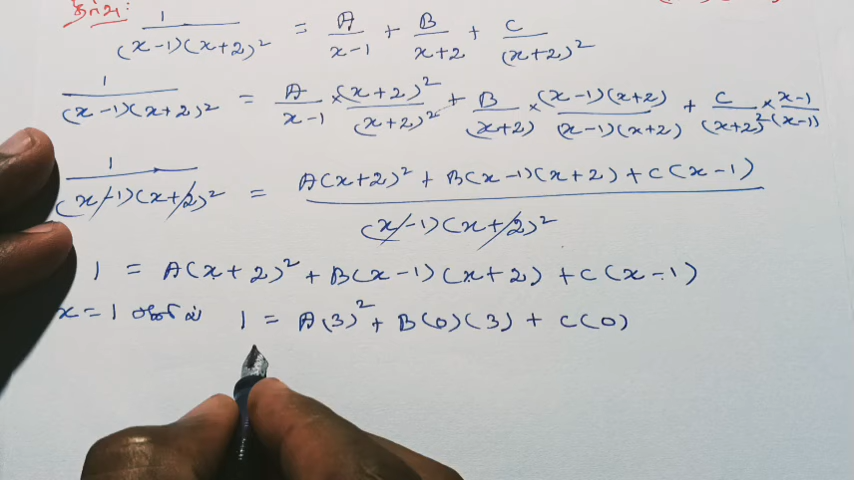 தீர்வு:
1/((x-1)(x+2)²) = A/(x-1) + B/(x+2) + C/(x+2)²
1/((x-1)(x+2)²) = A/(x-1) × (x+2)²/(x+2)² + B/(x+2) × (x-1)(x+2)/((x-1)(x+2)) + C/(x+2)² × (x-1)/(x-1)
1/((x-1)(x+2)²) = (A(x+2)² + B(x-1)(x+2) + C(x-1))/((x-1)(x+2)²)
1 = A(x+2)² + B(x-1)(x+2) + C(x-1)
x = 1 1 = A(3)² + B(0)(3) + C(0)